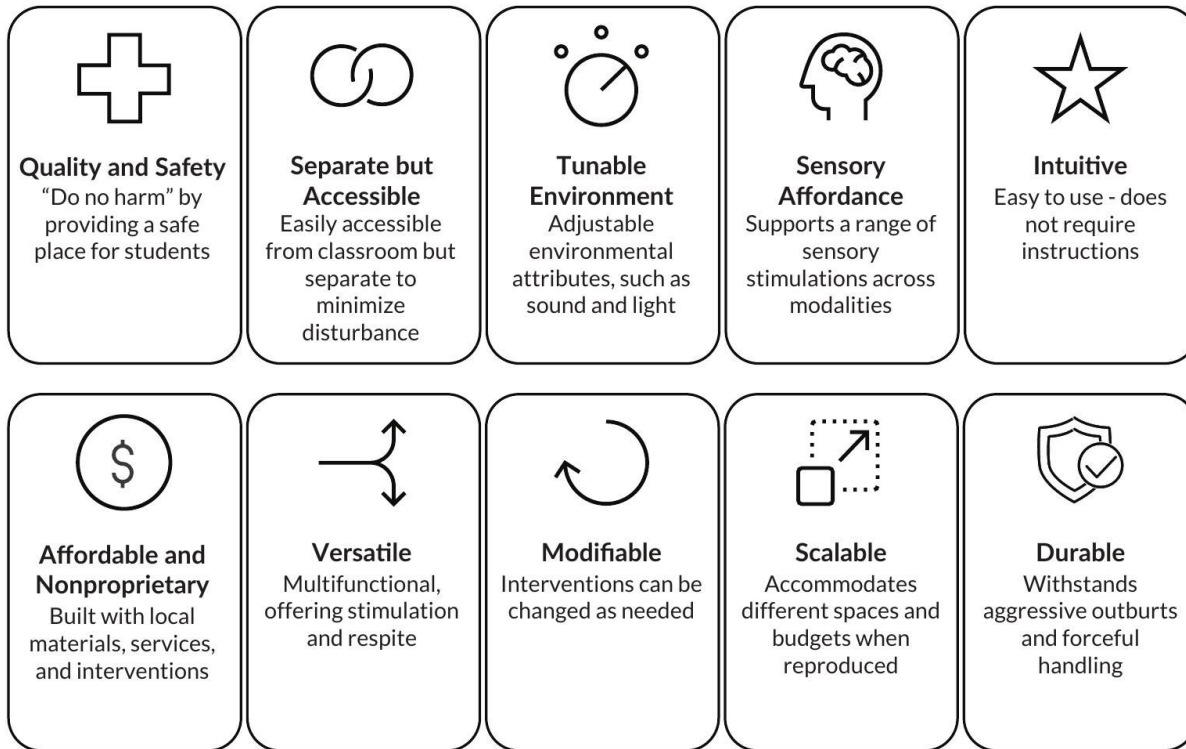 Quality and Safety
“Do no harm” by
providing a safe
place for students
Separate but
Accessible
Easily accessible
from classroom but
separate to
minimize
disturbance
Tunable
Environment
Adjustable
environmental
attributes, such as
sound and light
Sensory
Affordance
Supports a range of
sensory
stimulations across
modalities
Intuitive
Easy to use - does
not require
instructions
$
Affordable and
Nonproprietary
Built with local
materials, services,
and interventions
Versatile
Multifunctional,
offering stimulation
and respite
Modifiable
Interventions can be
changed as needed
Scalable
Accommodates
different spaces and
budgets when
reproduced
Durable
Withstands
aggressive outburts
and forceful
handling